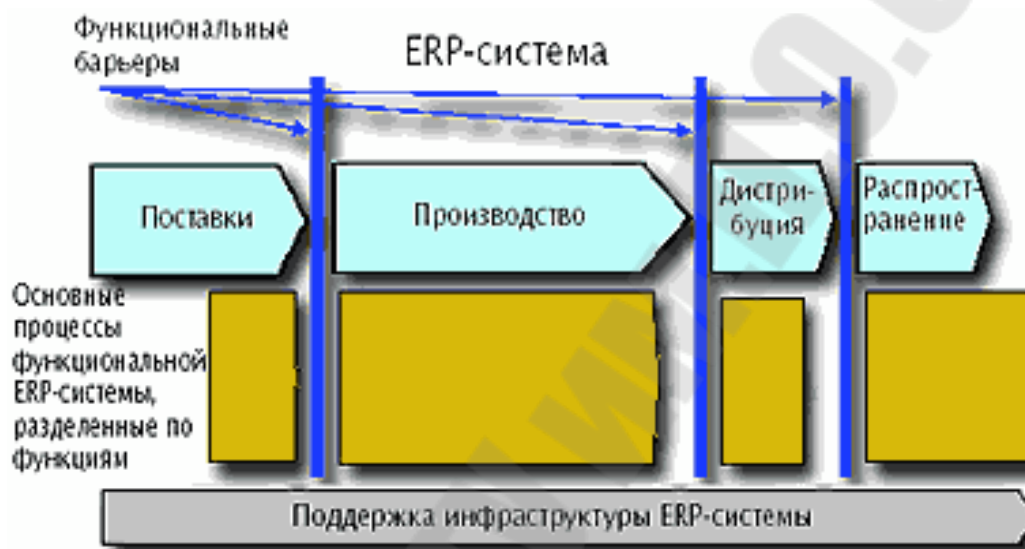 Функциональные
барьеры
ERP-система
Поставки
Производство
Дистри-
буция
Распрост-
ранение
Основные
процессы
функциональной
ERP-системы,
разделенные по
функциям
Поддержка инфраструктуры ERP-системы